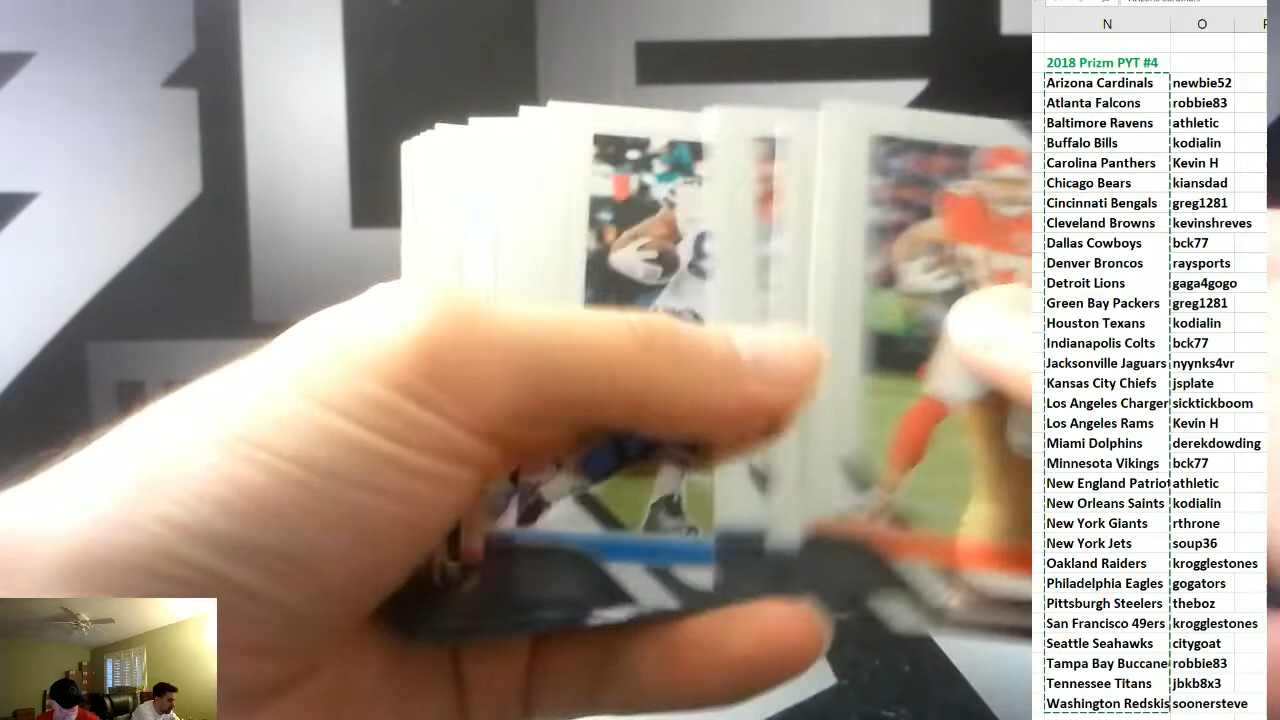 N O
2018 Prizm PYT #4
Arizona Cardinals newbie52
Atlanta Falcons robbie83
Baltimore Ravens athletic
Buffalo Bills kodialin
Carolina Panthers Kevin H
Chicago Bears kiansdad
Cincinnati Bengals greg1281
Cleveland Browns kevinshreves
Dallas Cowboys bck77
Denver Broncos raysports
Detroit Lions gaga4gogo
Green Bay Packers greg1281
Houston Texans kodialin
Indianapolis Colts bck77
Jacksonville Jaguars nyynks4vr
Kansas City Chiefs jsplate
Los Angeles Charger sicktickboom
Los Angeles Rams Kevin H
Miami Dolphins derekdowding
Minnesota Vikings bck77
New England Patriot athletic
New Orleans Saints kodialin
New York Giants rthrone
New York Jets soup36
Oakland Raiders krogglestones
Philadelphia Eagles gogators
Pittsburgh Steelers theboz
San Francisco 49ers krogglestones
Seattle Seahawks citygoat
Tampa Bay Buccane robbie83
Tennessee Titans jbkb8x3
Washington Redskis soonersteve